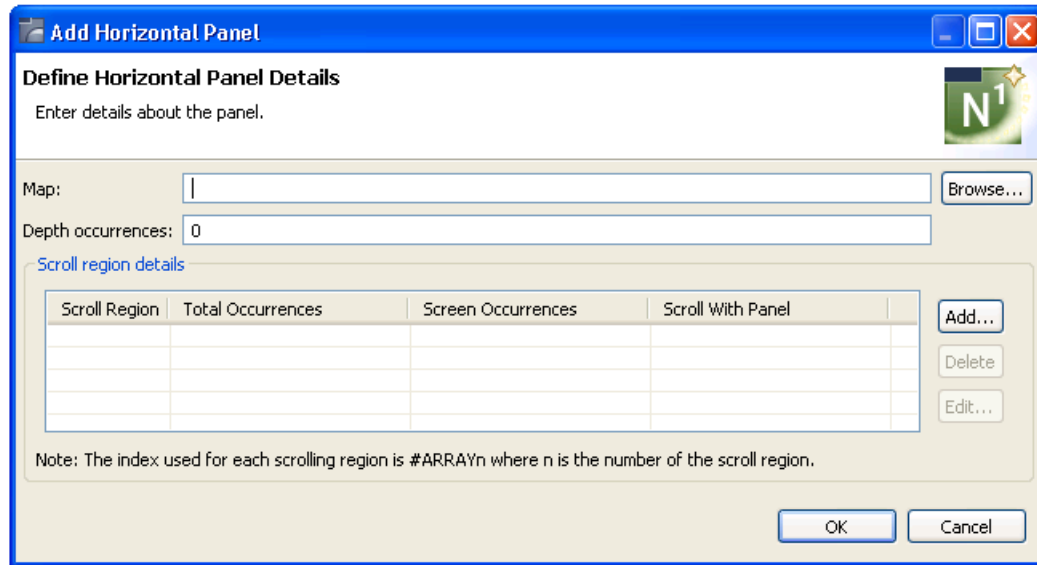 Add Horizontal Panel
Define Horizontal Panel Details
Enter details about the panel.
N1
Map: Browse...
Depth occurrences: 0
Scroll region details
Scroll Region Total Occurrences Screen Occurrences Scroll With Panel
Add...
Delete
Edit...
Note: The index used for each scrolling region is #ARRAYn where n is the number of the scroll region.
OK Cancel